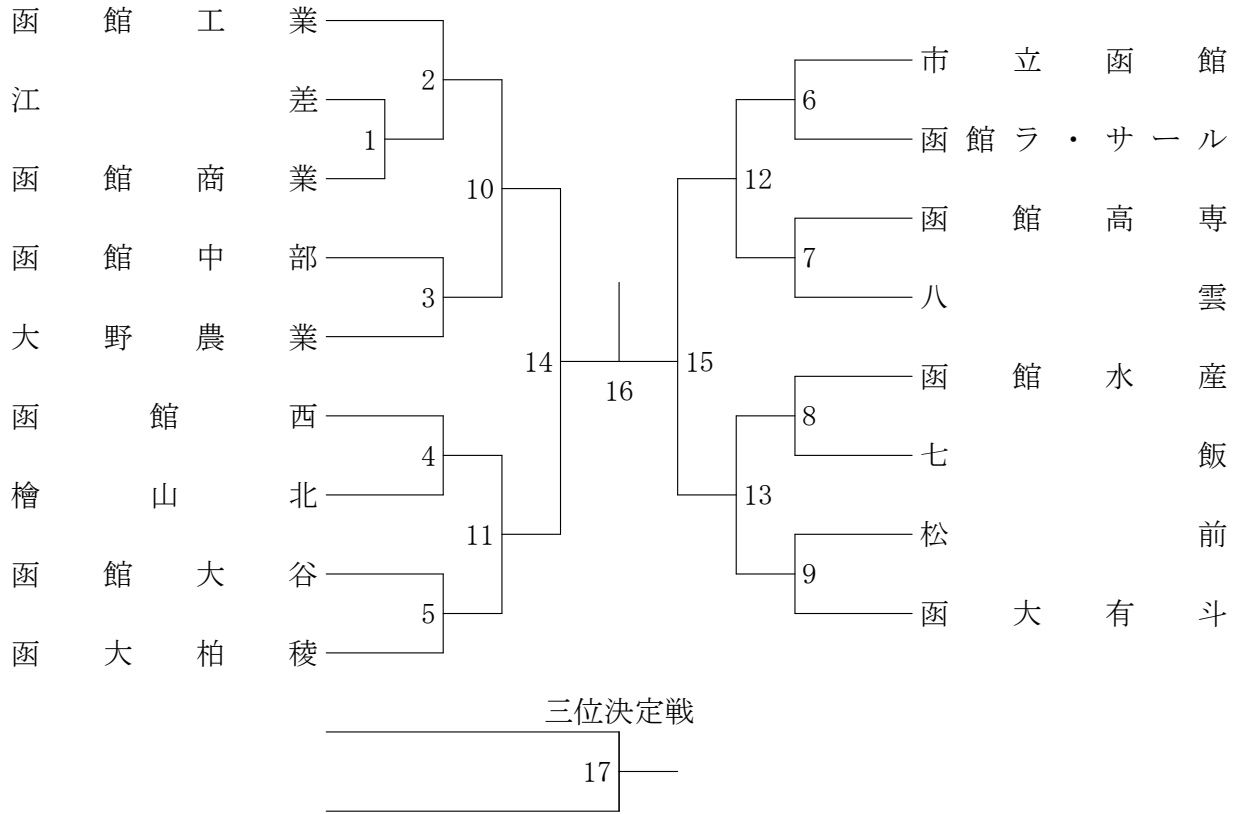 函館工業
江差
函館商業
函館中部
大野農業
函館西
檜山北
函館大谷
函大柏稜
2
1
10
3
14
4
11
5
16
市立函館
函館ラ・サール
函館高専
八雲
函館水産
七飯
松前
函大有斗
6
12
7
15
8
13
9
三位決定戦
17